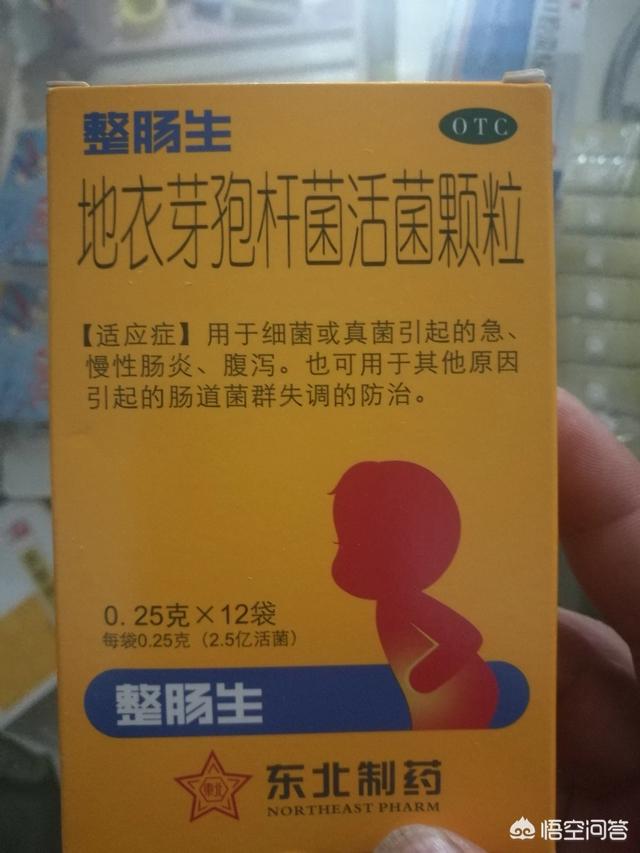 整肠生
OTC
地衣芽孢杆菌活菌颗粒
【适应症】用于细菌或真菌引起的急、
慢性肠炎、腹泻。也可用于其他原因
引起的肠道菌群失调的防治。
0.25克×12袋
每袋0.25克（2.5亿活菌）
整肠生
东北
东北制药
NORTHEAST PHARM
悟空问答